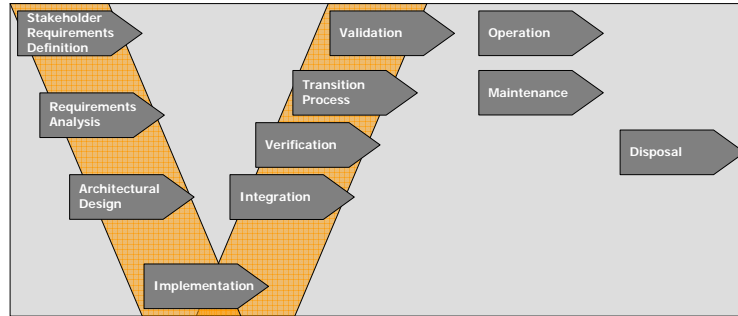 Stakeholder
Requirements
Definition
Requirements
Analysis
Architectural
Design
Implementation
Integration
Verification
Transition
Process
Validation
Operation
Maintenance
Disposal